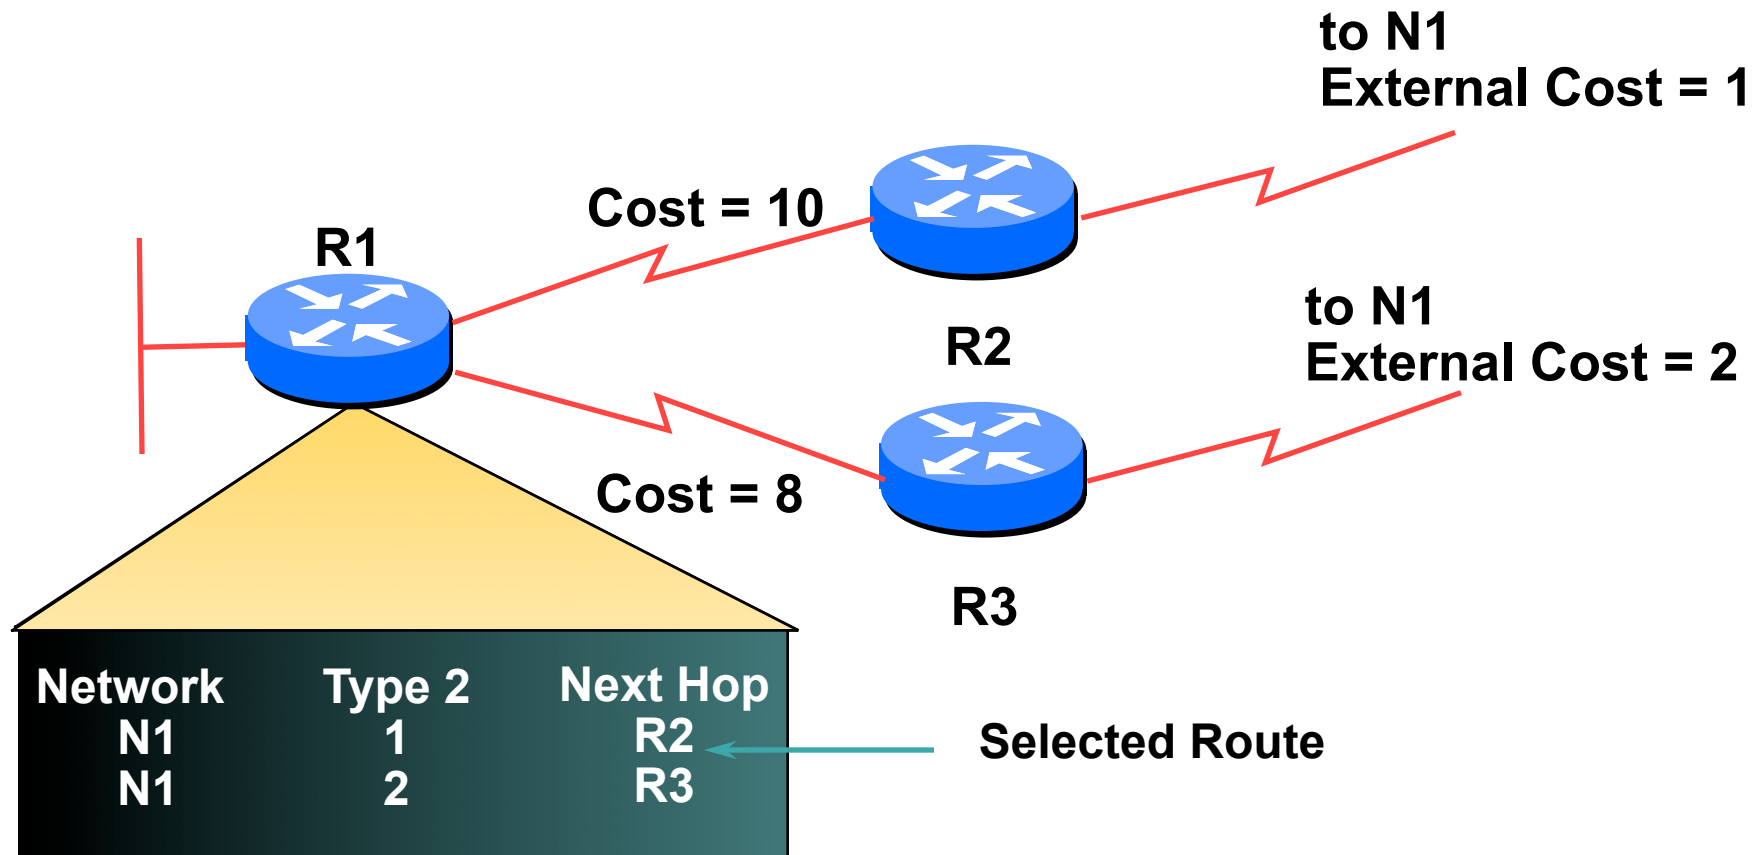 to N1
External Cost = 1
Cost = 10
R1
R2
to N1
External Cost = 2
Cost = 8
R3
Network Type 2 Next Hop
N1 1 R2
N1 2 R3
Selected Route